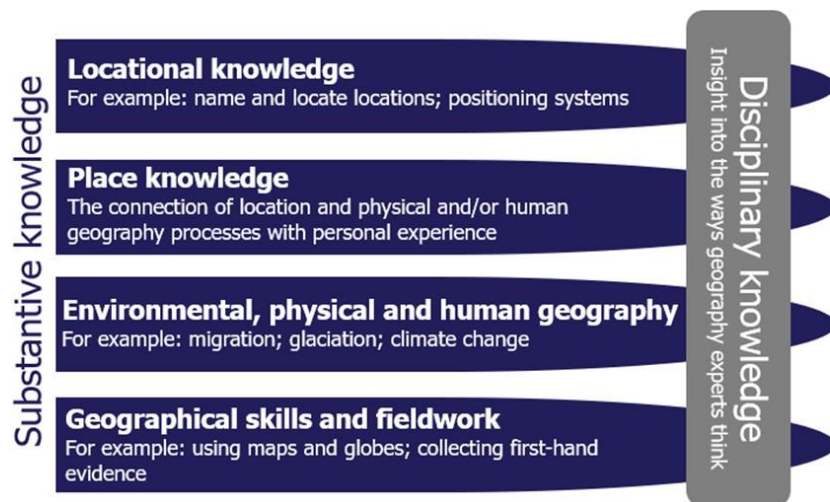 Substantive knowledge
Locational knowledge
For example: name and locate locations; positioning systems
Place knowledge
The connection of location and physical and/or human
geography processes with personal experience
Environmental, physical and human geography
For example: migration; glaciation; climate change
Geographical skills and fieldwork
For example: using maps and globes; collecting first-hand
evidence
Disciplinary knowledge
Insight into the ways geography experts think